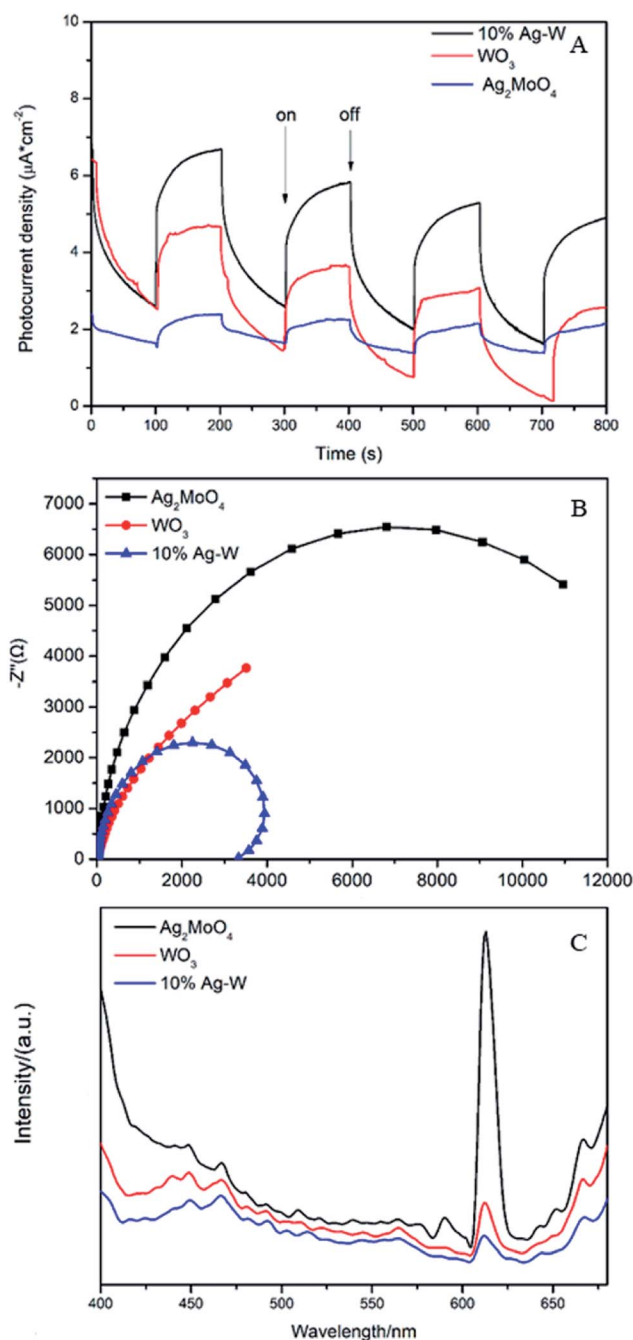 A
10% Ag-W
WO₃
Ag₂MoO₄
on
off
Photocurrent density (μA*cm⁻²)
10
8
6
4
2
0
0 100 200 300 400 500 600 700 800
Time (s)
B
Ag₂MoO₄
WO₃
10% Ag-W
-Z"(Ω)
7000
6000
5000
4000
3000
2000
1000
0
0 2000 4000 6000 8000 10000 12000
C
Ag₂MoO₄
WO₃
10% Ag-W
Intensity/(a.u.)
400 450 500 550 600 650
Wavelength/nm